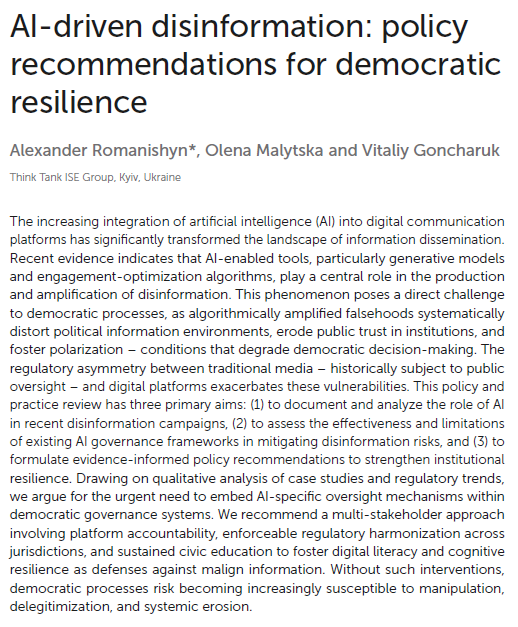 AI-driven disinformation: policy
recommendations for democratic
resilience
Alexander Romanishyn*, Olena Malytska and Vitaliy Goncharuk
Think Tank ISE Group, Kyiv, Ukraine
The increasing integration of artificial intelligence (AI) into digital communication
platforms has significantly transformed the landscape of information dissemination.
Recent evidence indicates that AI-enabled tools, particularly generative models
and engagement-optimization algorithms, play a central role in the production
and amplification of disinformation. This phenomenon poses a direct challenge
to democratic processes, as algorithmically amplified falsehoods systematically
distort political information environments, erode public trust in institutions, and
foster polarization – conditions that degrade democratic decision-making. The
regulatory asymmetry between traditional media – historically subject to public
oversight – and digital platforms exacerbates these vulnerabilities. This policy and
practice review has three primary aims: (1) to document and analyze the role of AI
in recent disinformation campaigns, (2) to assess the effectiveness and limitations
of existing AI governance frameworks in mitigating disinformation risks, and (3) to
formulate evidence-informed policy recommendations to strengthen institutional
resilience. Drawing on qualitative analysis of case studies and regulatory trends,
we argue for the urgent need to embed AI-specific oversight mechanisms within
democratic governance systems. We recommend a multi-stakeholder approach
involving platform accountability, enforceable regulatory harmonization across
jurisdictions, and sustained civic education to foster digital literacy and cognitive
resilience as defenses against malign information. Without such interventions,
democratic processes risk becoming increasingly susceptible to manipulation,
delegitimization, and systemic erosion.